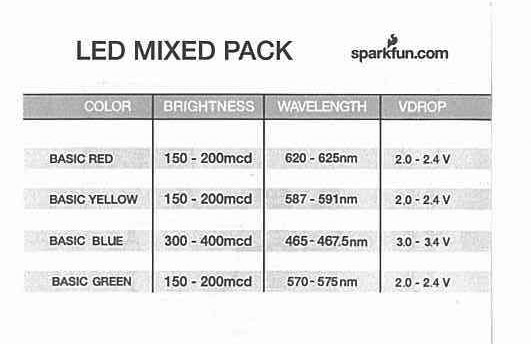 LED MIXED PACK
sparkfun.com
COLOR BRIGHTNESS WAVELENGTH VDROP
BASIC RED 150 - 200mcd 620 - 625nm 2.0 - 2.4 V
BASIC YELLOW 150 - 200mcd 587 - 591nm 2.0 - 2.4 V
BASIC BLUE 300 - 400mcd 465 - 467.5nm 3.0 - 3.4 V
BASIC GREEN 150 - 200mcd 570 - 575nm 2.0 - 2.4 V